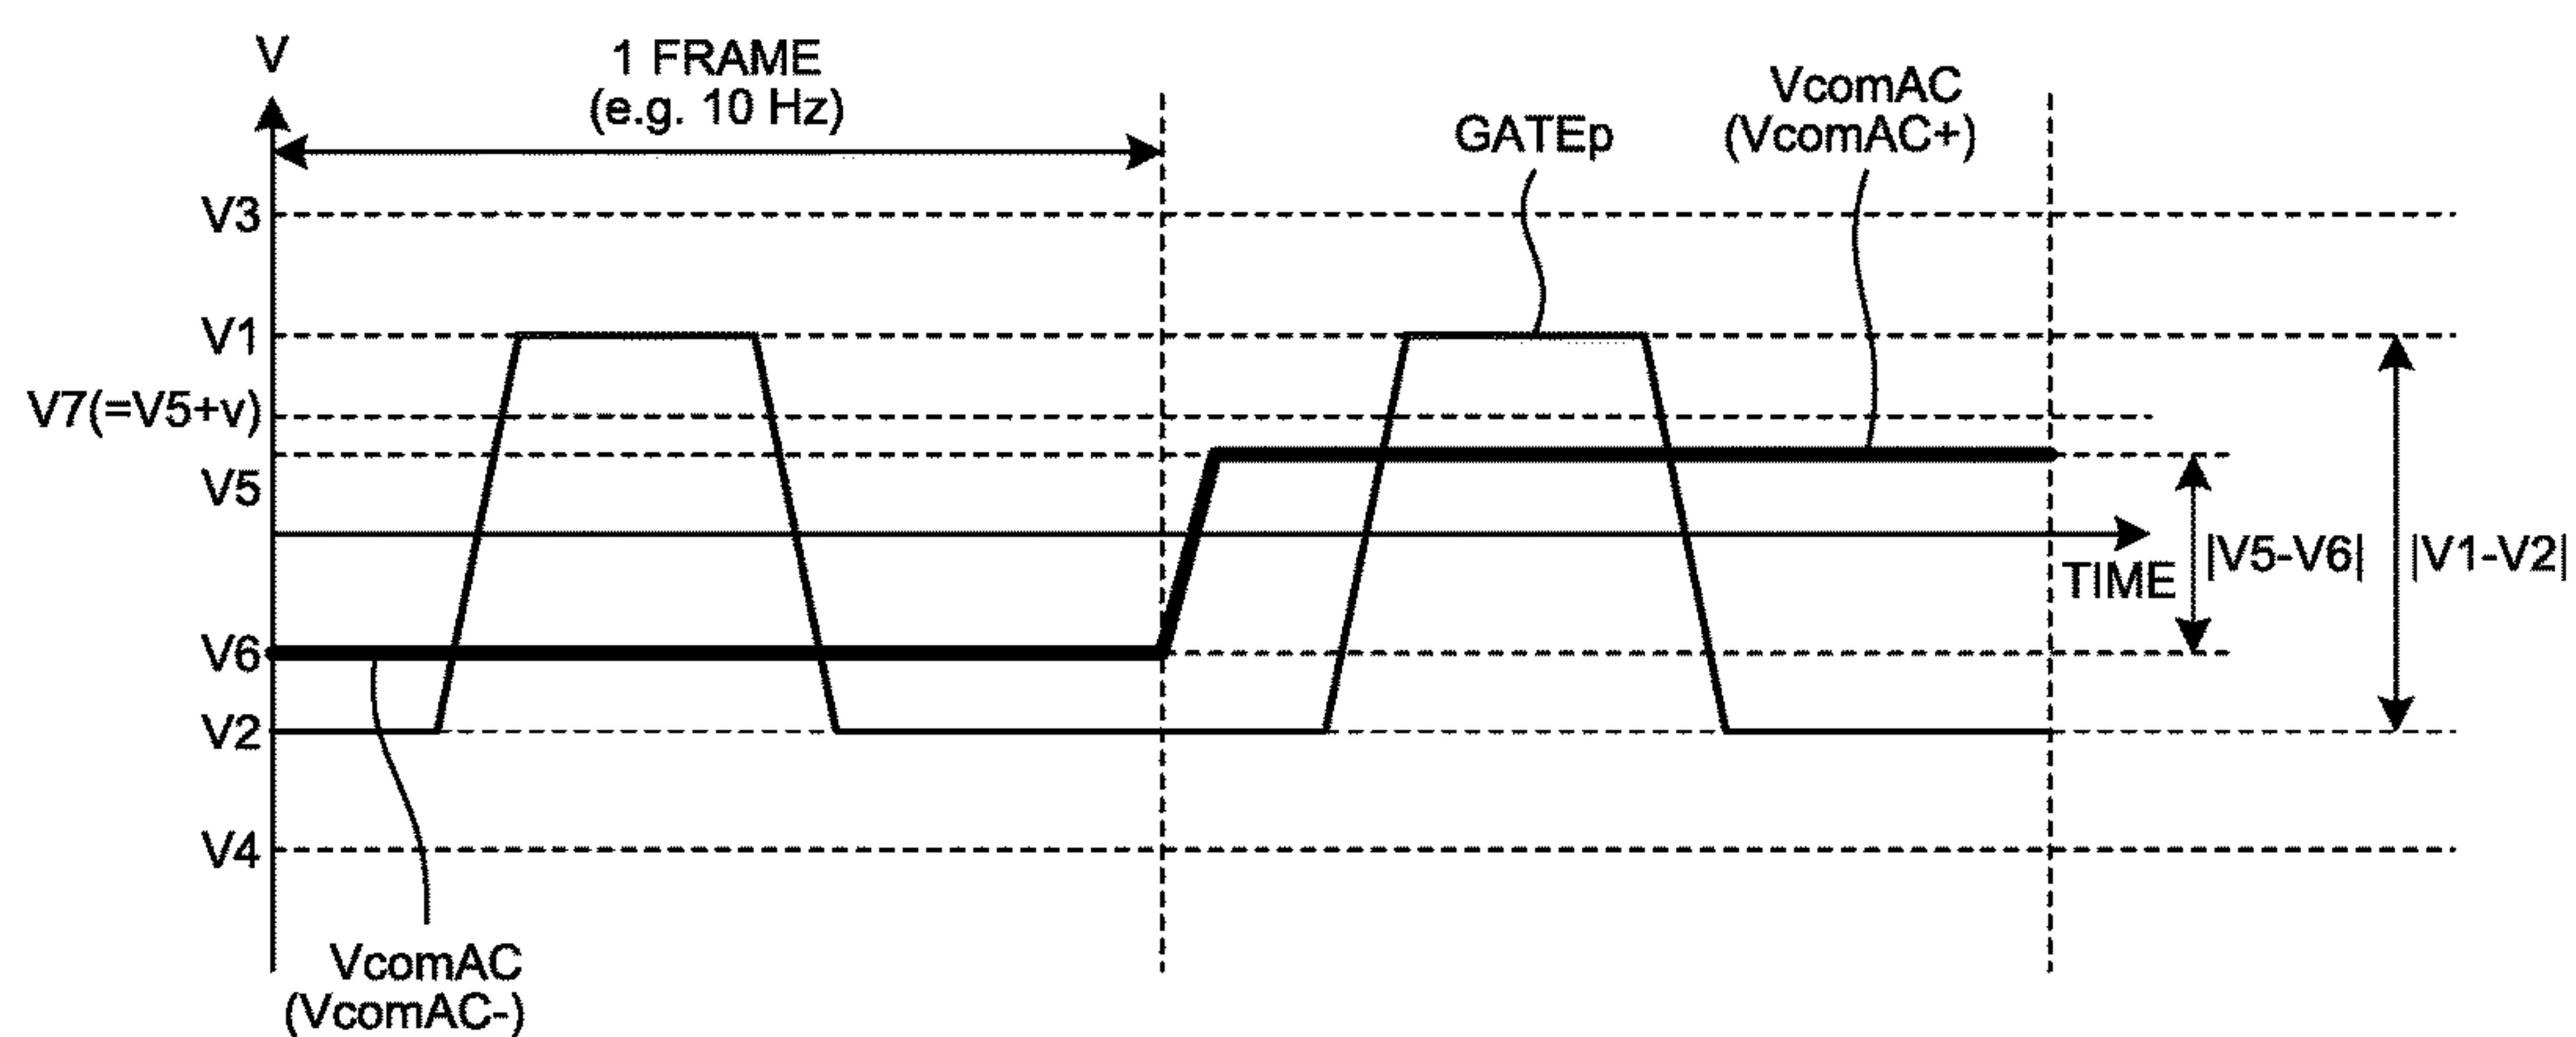 V
1 FRAME
(e.g. 10 Hz)
VcomAC
(VcomAC+)
GATEp
V3
V1
V7(=V5+v)
V5
TIME
|V5-V6|
|V1-V2|
V6
V2
V4
VcomAC
(VcomAC-)